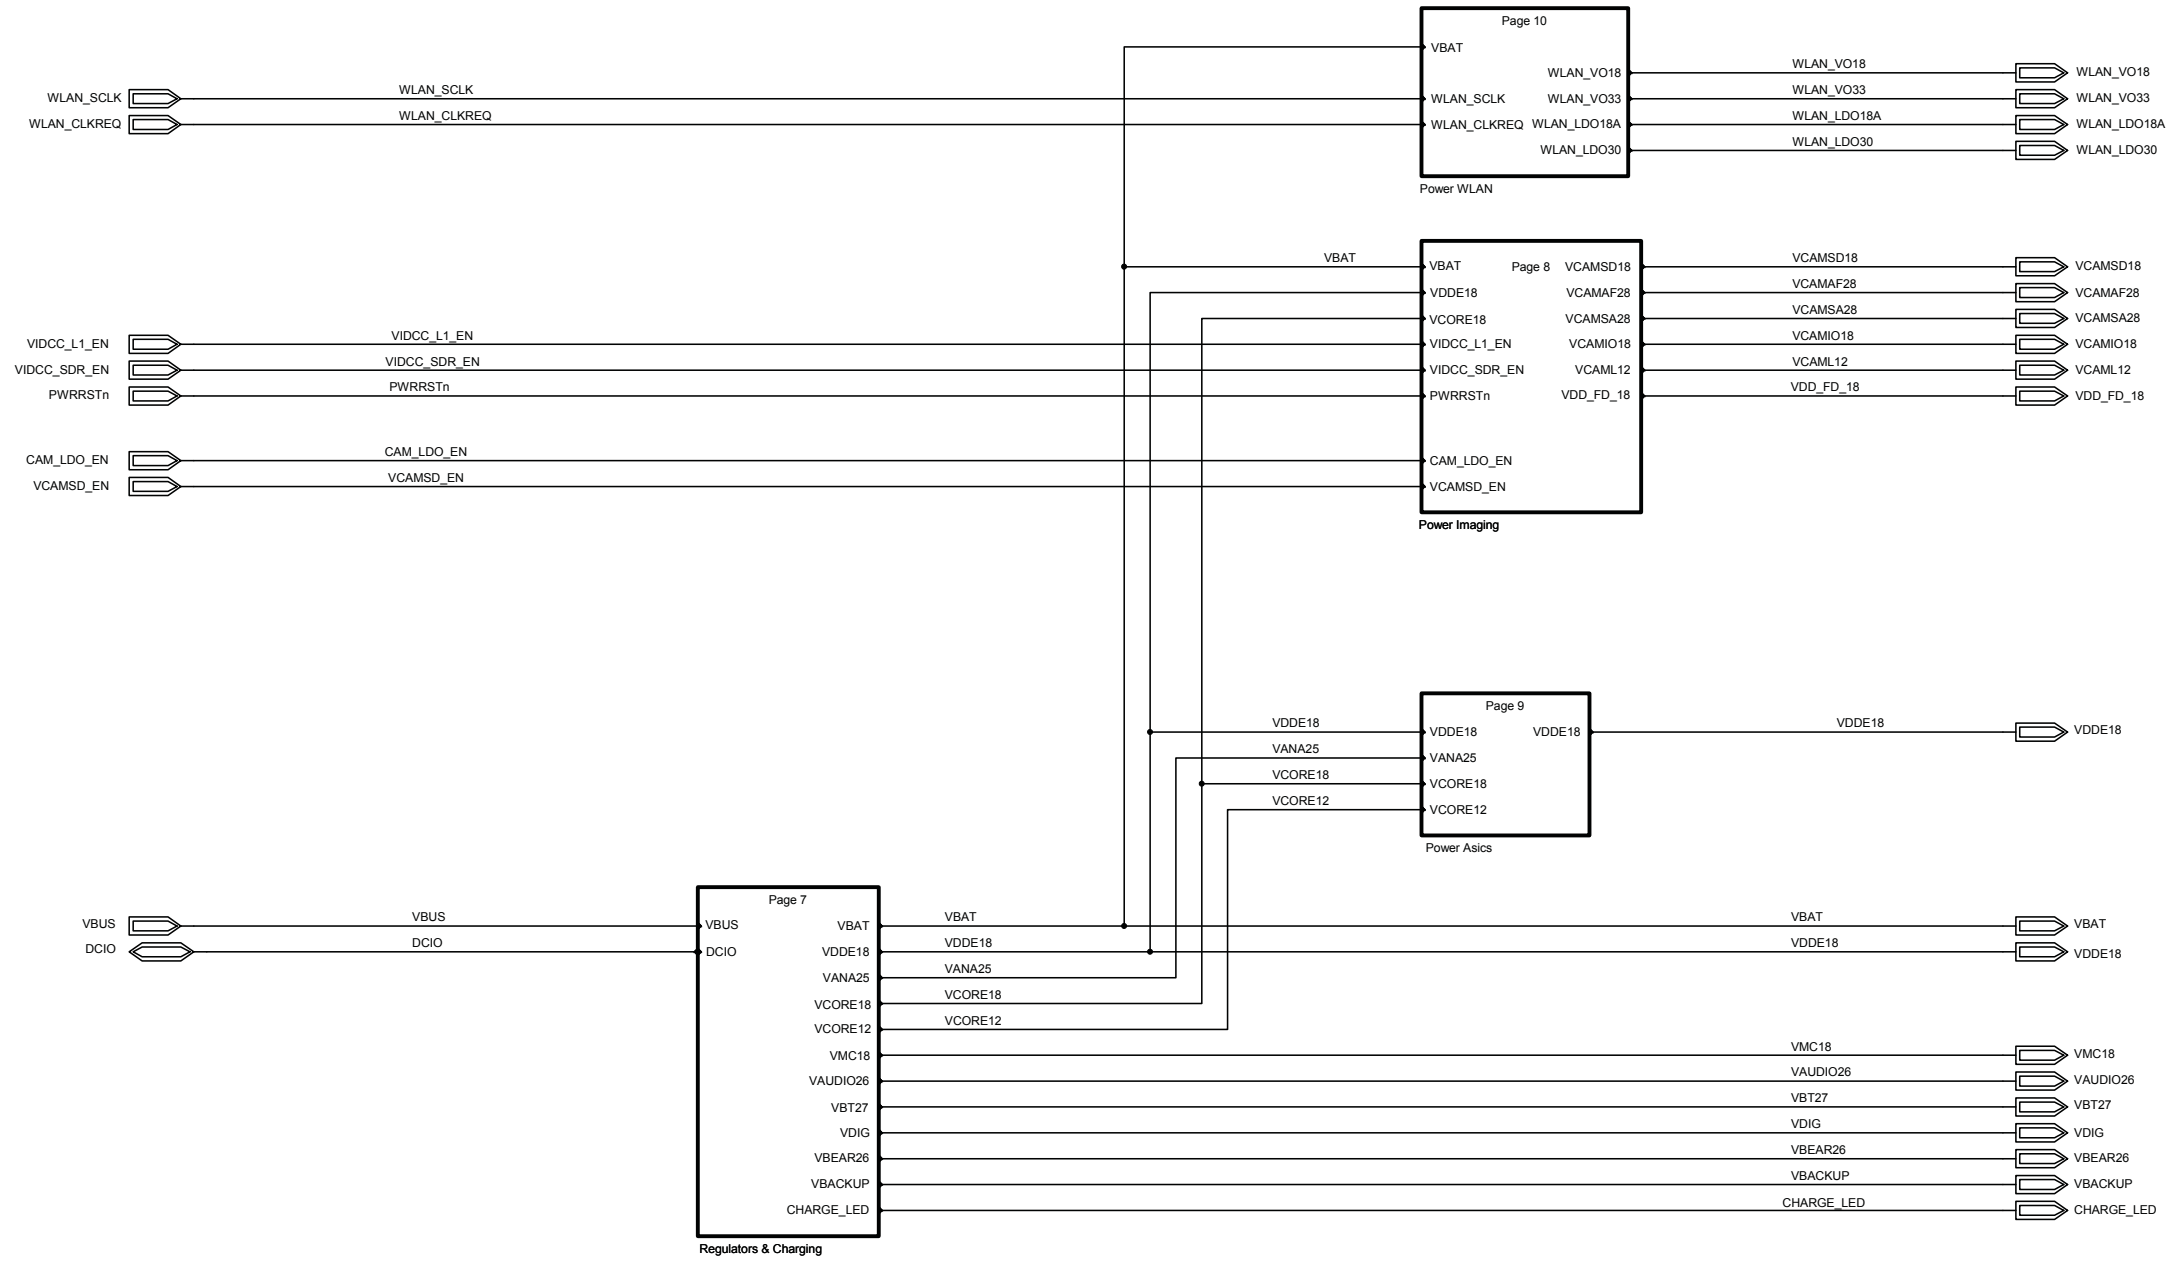 Page 10
VBAT
WLAN_VO18 WLAN_VO18 WLAN_VO18
WLAN_SCLK WLAN_SCLK WLAN_SCLK WLAN_VO33 WLAN_VO33 WLAN_VO33
WLAN_CLKREQ WLAN_CLKREQ WLAN_CLKREQ WLAN_LDO18A WLAN_LDO18A WLAN_LDO18A
WLAN_LDO30 WLAN_LDO30 WLAN_LDO30
Power WLAN
VBAT VBAT Page 8 VCAMSD18 VCAMSD18 VCAMSD18
VDDE18 VCAMAF28 VCAMAF28 VCAMAF28
VCORE18 VCAMSA28 VCAMSA28 VCAMSA28
VIDCC_L1_EN VIDCC_L1_EN VIDCC_L1_EN VCAMIO18 VCAMIO18 VCAMIO18
VIDCC_SDR_EN VIDCC_SDR_EN VIDCC_SDR_EN VCAML12 VCAML12 VCAML12
PWRRSTn PWRRSTn PWRRSTn VDD_FD_18 VDD_FD_18 VDD_FD_18
CAM_LDO_EN CAM_LDO_EN CAM_LDO_EN
VCAMSD_EN VCAMSD_EN VCAMSD_EN
Power Imaging
Page 9
VDDE18 VDDE18 VDDE18 VDDE18 VDDE18
VANA25 VANA25
VCORE18 VCORE18
VCORE12 VCORE12
Power Asics
Page 7
VBUS VBUS VBUS VBAT VBAT VBAT VBAT
DCIO DCIO DCIO VDDE18 VDDE18 VDDE18 VDDE18
VANA25 VANA25
VCORE18 VCORE18
VCORE12 VCORE12
VMC18 VMC18 VMC18
VAUDIO26 VAUDIO26 VAUDIO26
VBT27 VBT27 VBT27
VDIG VDIG VDIG
VBEAR26 VBEAR26 VBEAR26
VBACKUP VBACKUP VBACKUP
CHARGE_LED CHARGE_LED CHARGE_LED
Regulators & Charging